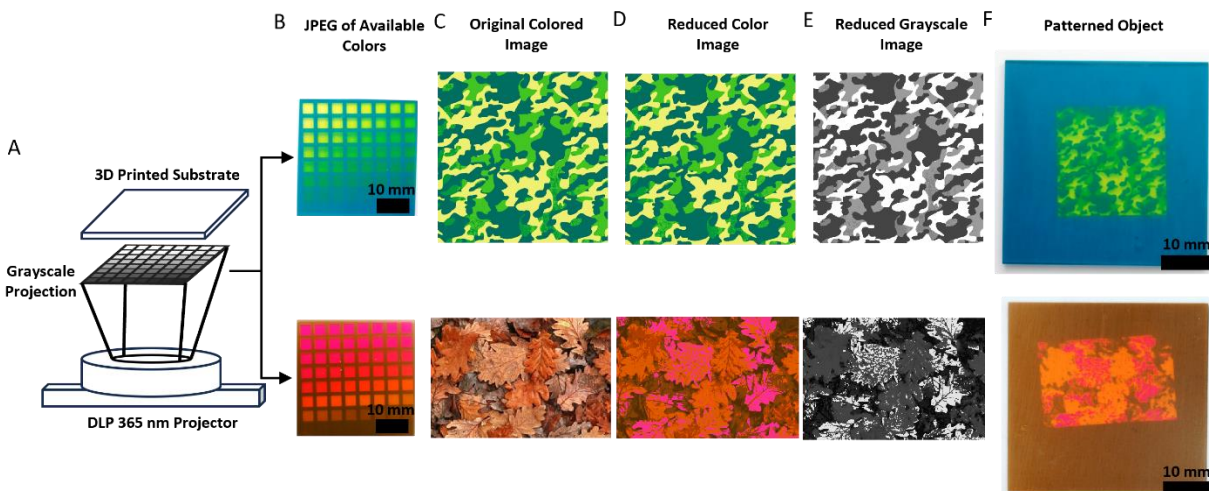 A
3D Printed Substrate
Grayscale
Projection
DLP 365 nm Projector
B
JPEG of Available
Colors
10 mm
10 mm
C
Original Colored
Image
D
Reduced Color
Image
E
Reduced Grayscale
Image
F
Patterned Object
10 mm
10 mm